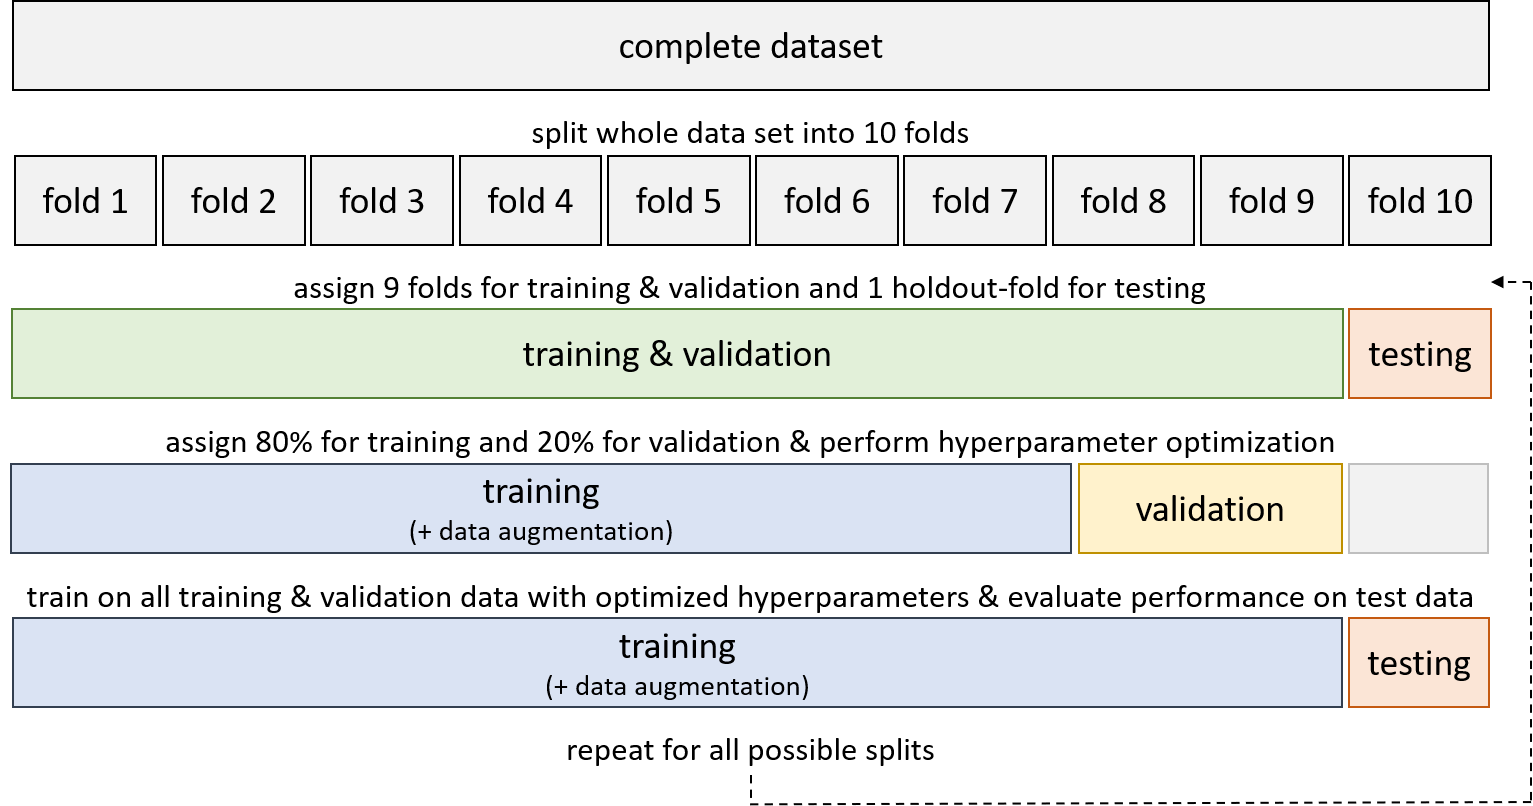 complete dataset
split whole data set into 10 folds
fold 1 fold 2 fold 3 fold 4 fold 5 fold 6 fold 7 fold 8 fold 9 fold 10
assign 9 folds for training & validation and 1 holdout-fold for testing
training & validation testing
assign 80% for training and 20% for validation & perform hyperparameter optimization
training
(+ data augmentation)
validation
train on all training & validation data with optimized hyperparameters & evaluate performance on test data
training
(+ data augmentation)
testing
repeat for all possible splits